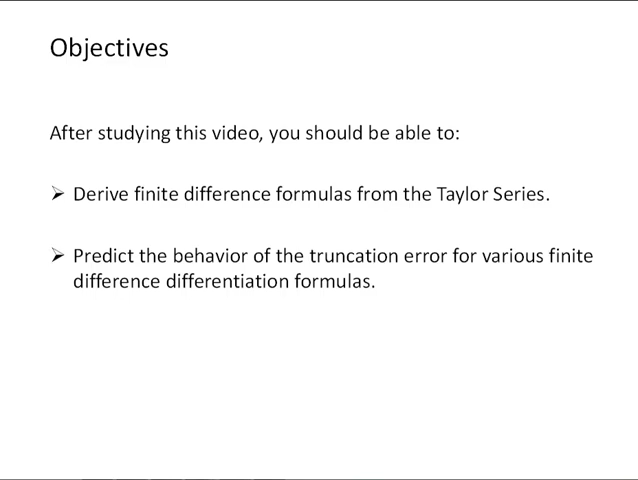 Objectives
After studying this video, you should be able to:
➢ Derive finite difference formulas from the Taylor Series.
➢ Predict the behavior of the truncation error for various finite
difference differentiation formulas.